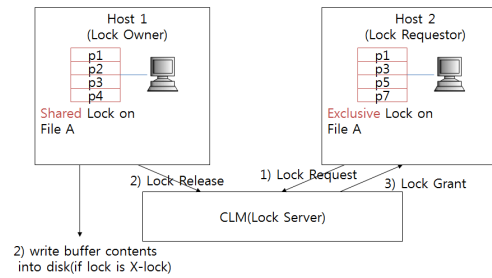 Host 1
(Lock Owner)
p1
p2
p3
p4
Shared Lock on
File A
Host 2
(Lock Requestor)
p1
p3
p5
p7
Exclusive Lock on
File A
2) Lock Release
1) Lock Request
3) Lock Grant
CLM(Lock Server)
2) write buffer contents
into disk(if lock is X-lock)